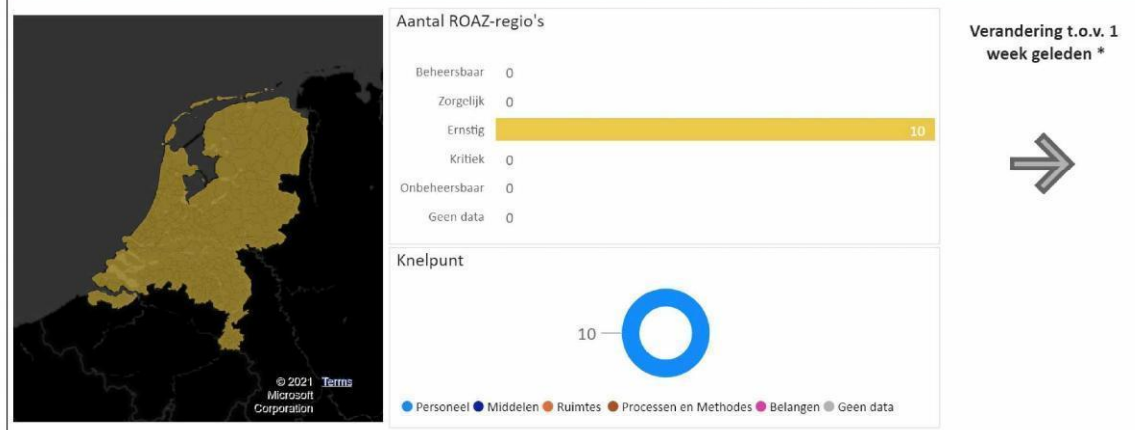 Aantal ROAZ-regio's
Beheersbaar 0
Zorgelijk 0
Ernstig 10
Kritiek 0
Onbeheersbaar 0
Geen data 0
Verandering t.o.v. 1
week geleden *
Knelpunt
10
Personeel Middelen Ruimtes Processen en Methodes Belangen Geen data
© 2021 Terms
Microsoft
Corporation